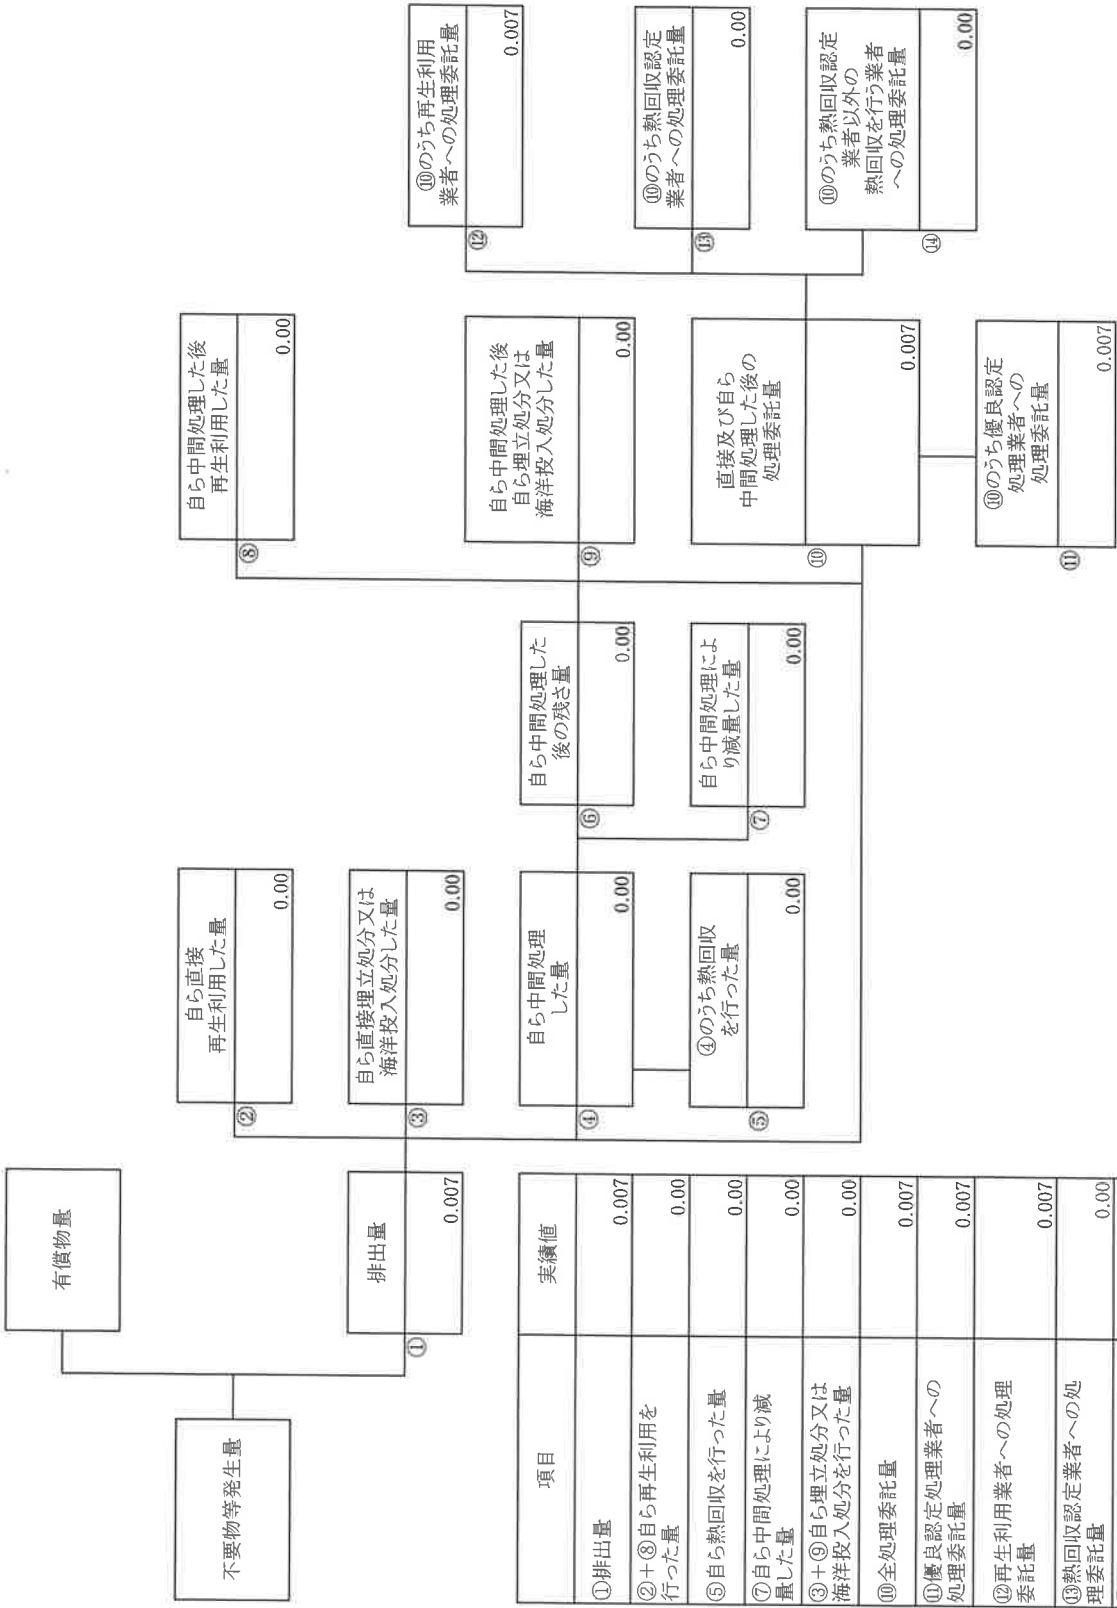 不要物等発生量
有償物量
排出量
①
0.007
自ら直接
再生利用した量
②
0.00
自ら直接埋立処分又は
海洋投入処分した量
③
0.00
自ら中間処理
した量
④
0.00
④のうち熱回収
を行った量
⑤
0.00
自ら中間処理した
後の残さ量
⑥
0.00
自ら中間処理によ
り減量した量
⑦
0.00
自ら中間処理した後
再生利用した量
⑧
0.00
自ら中間処理した後
自ら埋立処分又は
海洋投入処分した量
⑨
0.00
直接及び自ら
中間処理した後の
処理委託量
⑩
0.007
⑩のうち優良認定
処理業者への
処理委託量
⑪
0.007
⑩のうち再生利用
業者への処理委託量
⑫
0.007
⑩のうち熱回収認定
業者への処理委託量
⑬
0.00
⑩のうち熱回収認定
業者以外の
熱回収を行う業者
への処理委託量
⑭
0.00
項目 実績値
①排出量 0.007
②+⑧自ら再生利用を
行った量 0.00
⑤自ら熱回収を行った量 0.00
⑦自ら中間処理により減
量した量 0.00
③+⑨自ら埋立処分又は
海洋投入処分を行った量 0.00
⑩全処理委託量 0.007
⑪優良認定処理業者への
処理委託量 0.007
⑫再生利用業者への処理
委託量 0.007
⑬熱回収認定業者への処
理委託量 0.00